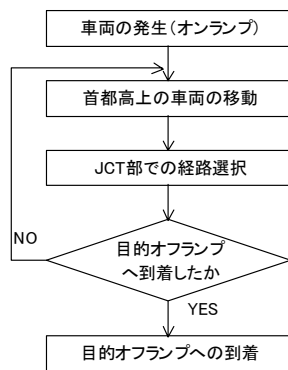 車両の発生（オンランプ）
首都高上の車両の移動
JCT部での経路選択
NO
目的オフランプ
へ到着したか
YES
目的オフランプへの到着